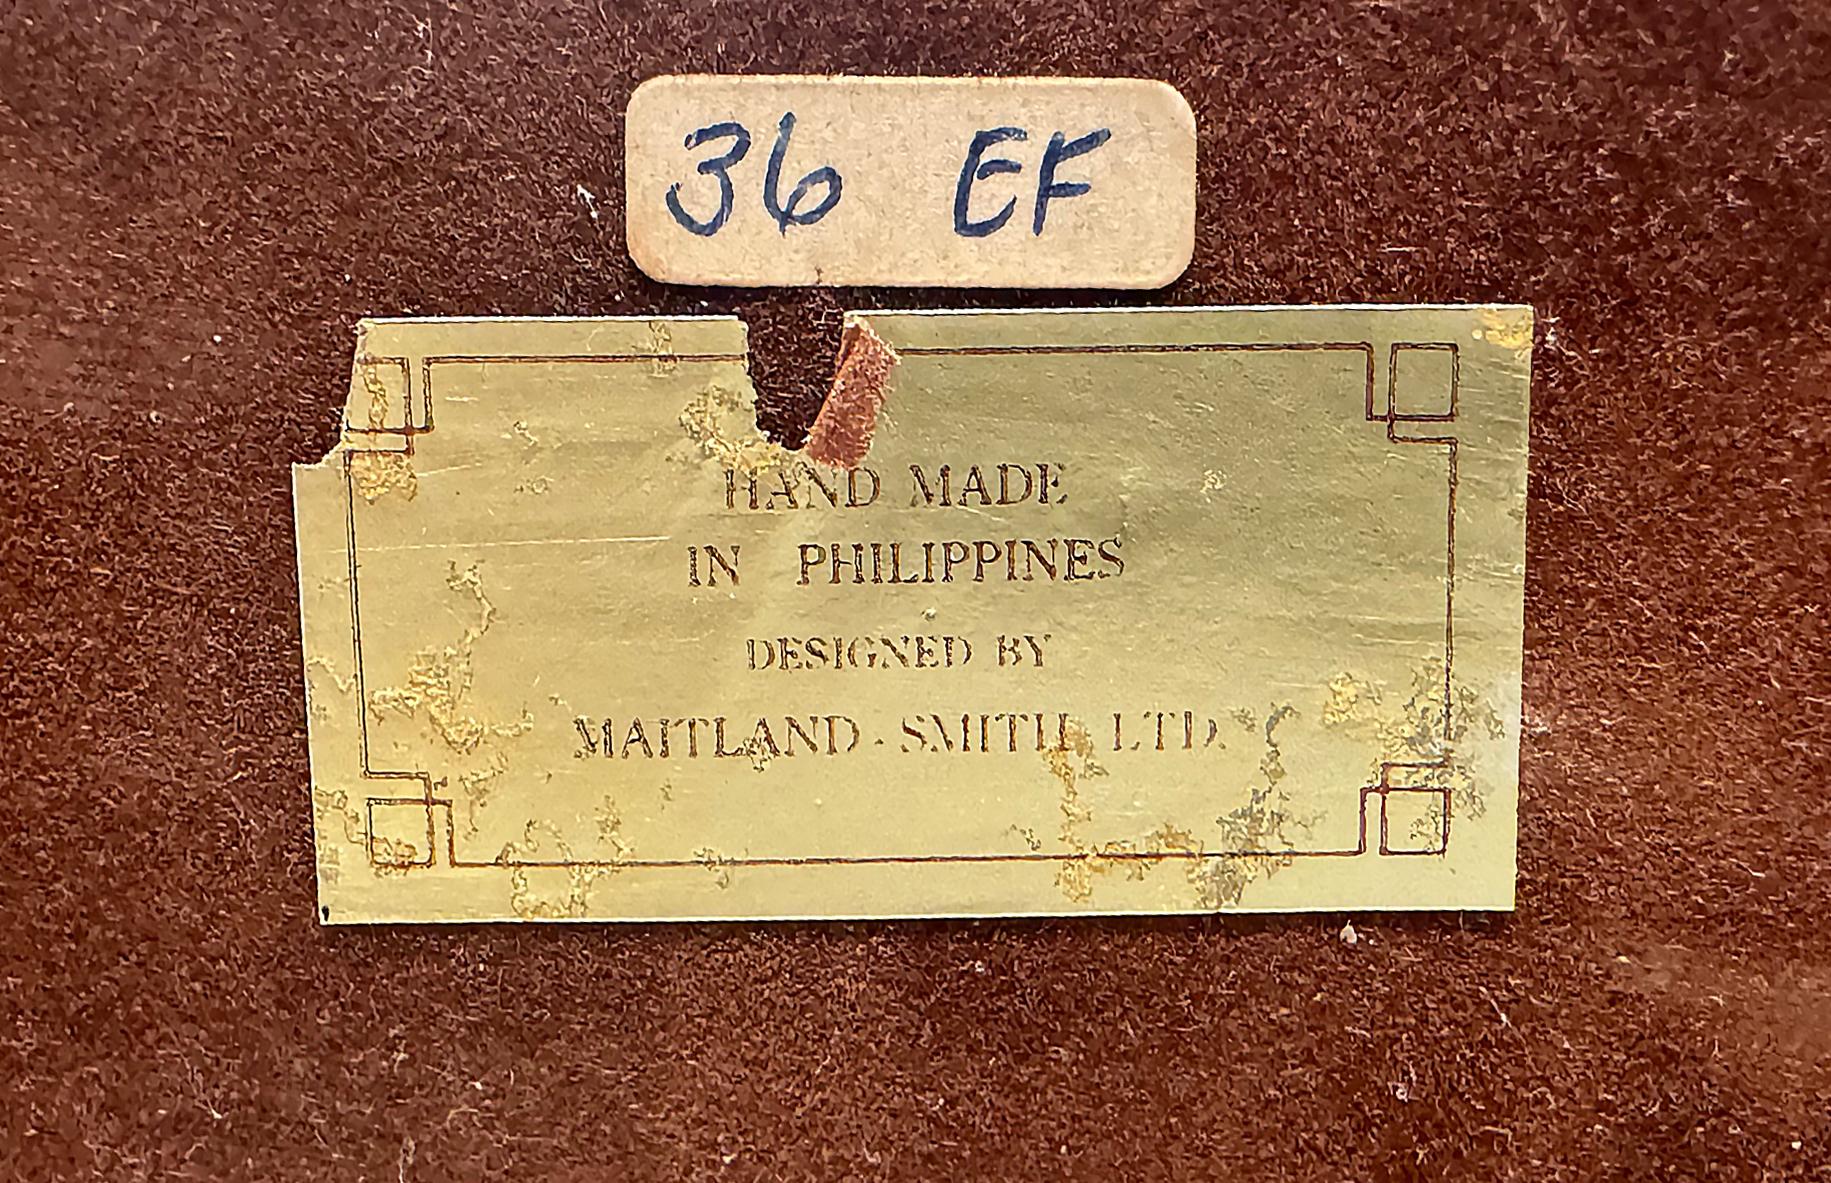 36 EF
HAND MADE
IN PHILIPPINES
DESIGNED BY
MAITLAND-SMITH LTD.